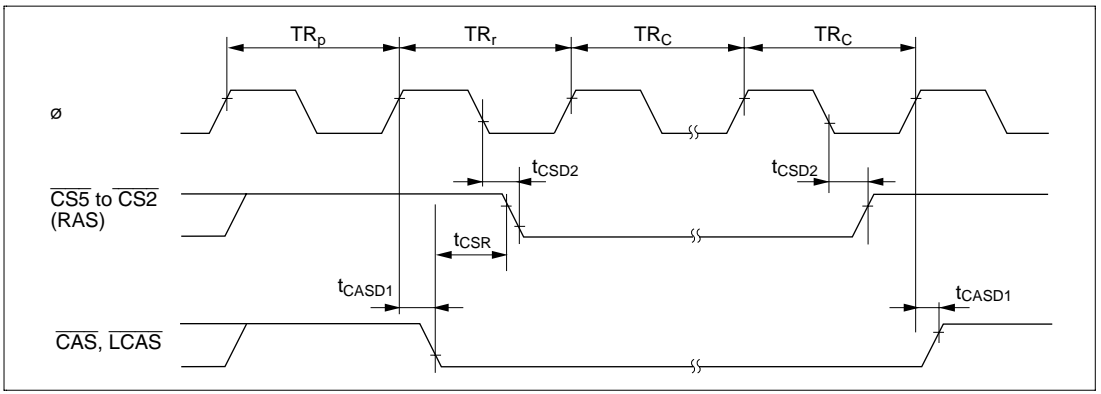 TRp TRr TRC TRC
ø
tCSD2 tCSD2
CS5 to CS2
(RAS)
tCSR
tCASD1 tCASD1
CAS, LCAS